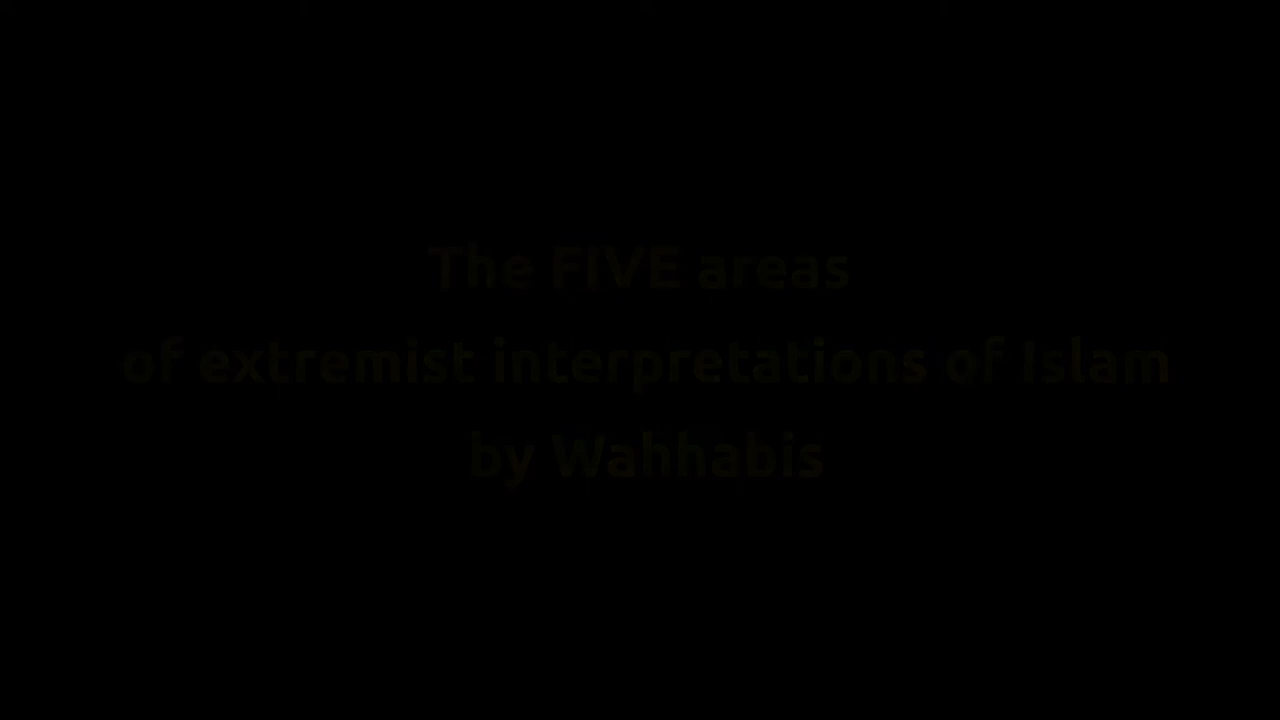 The FIVE areas
of extremist interpretations of Islam
by Wahhabis